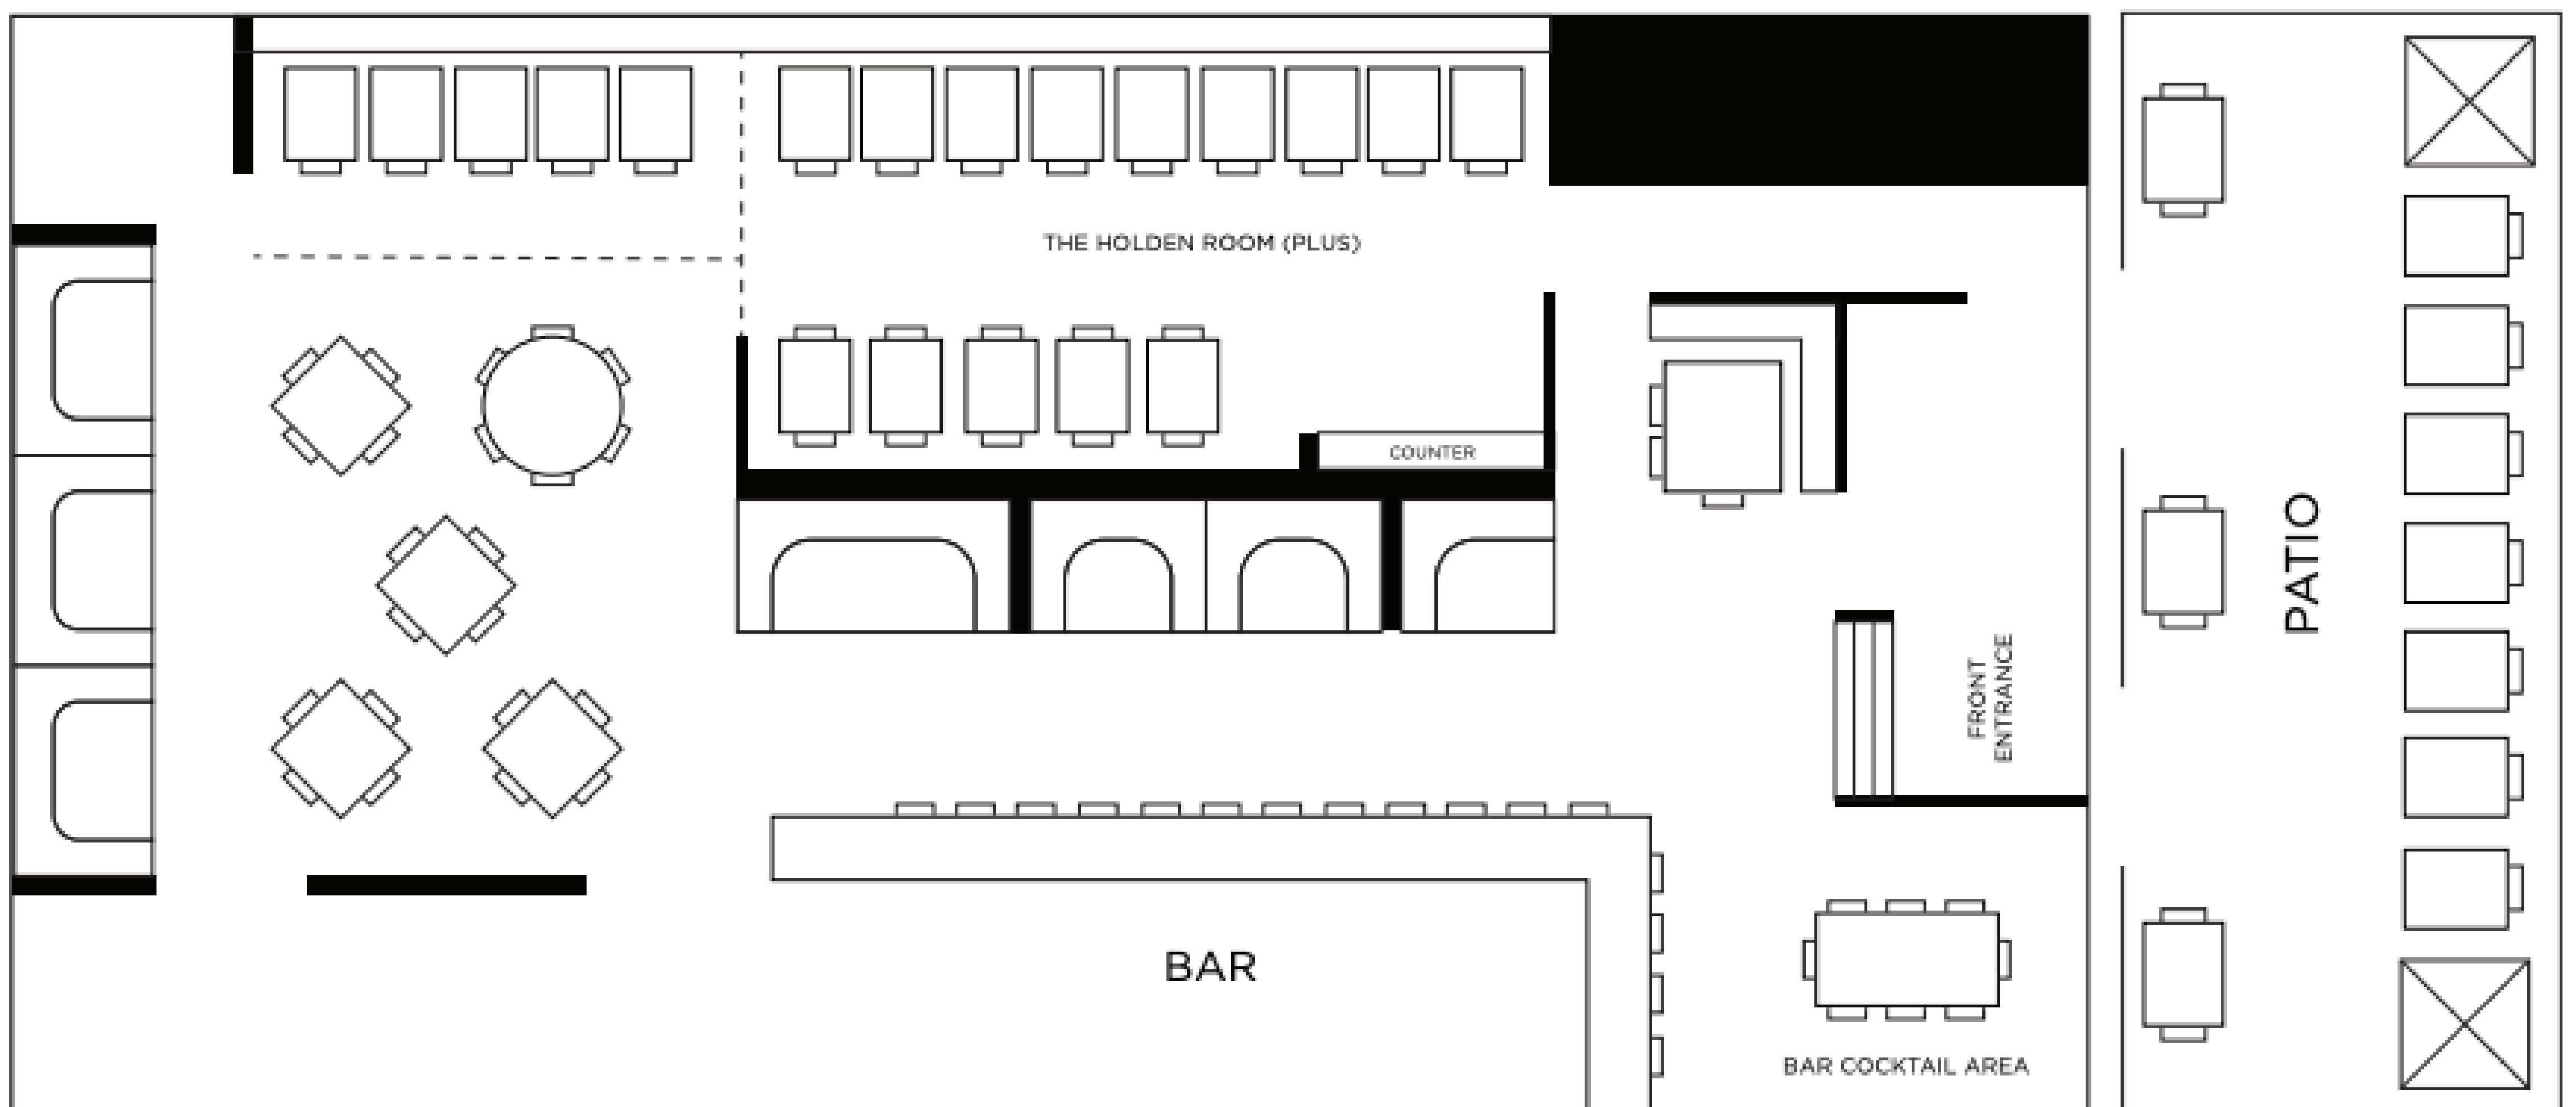 THE HOLDEN ROOM (PLUS)
COUNTER
PATIO
FRONT
ENTRANCE
BAR
BAR COCKTAIL AREA